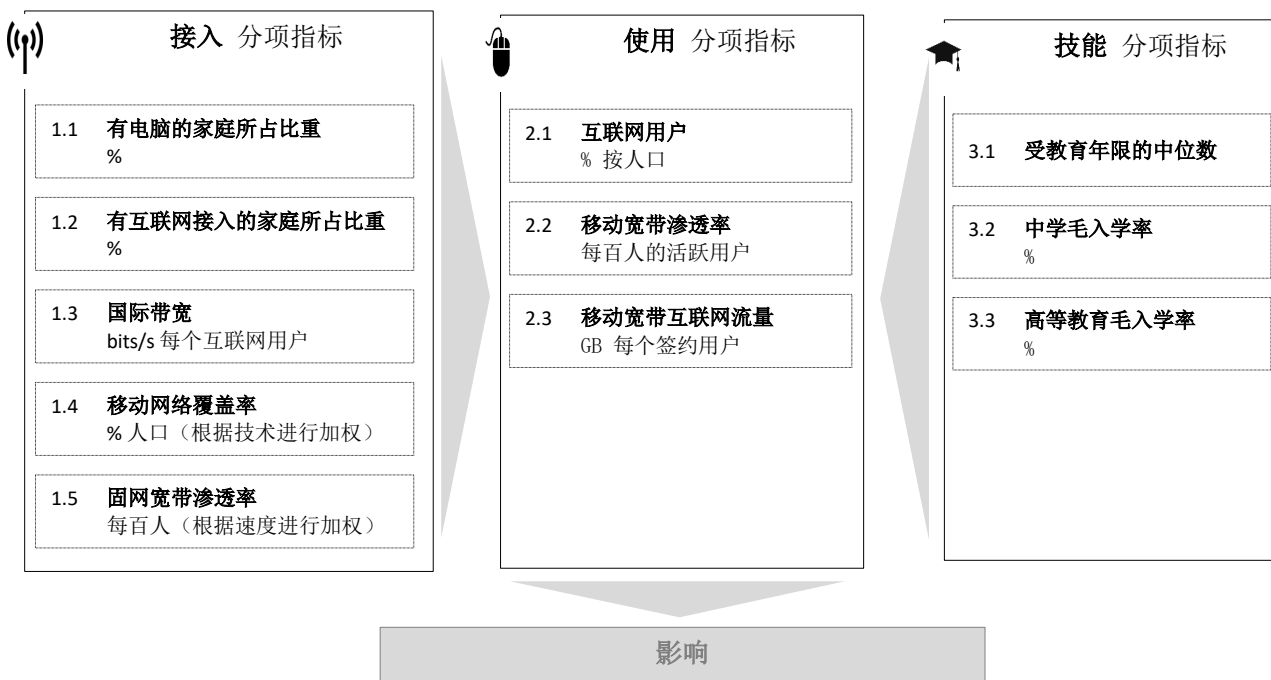 接入 分项指标
1.1 有电脑的家庭所占比重
%
1.2 有互联网接入的家庭所占比重
%
1.3 国际带宽
bits/s 每个互联网用户
1.4 移动网络覆盖率
% 人口（根据技术进行加权）
1.5 固网宽带渗透率
每百人（根据速度进行加权）
使用 分项指标
2.1 互联网用户
% 按人口
2.2 移动宽带渗透率
每百人的活跃用户
2.3 移动宽带互联网流量
GB 每个签约用户
技能 分项指标
3.1 受教育年限的中位数
3.2 中学毛入学率
%
3.3 高等教育毛入学率
%
影响